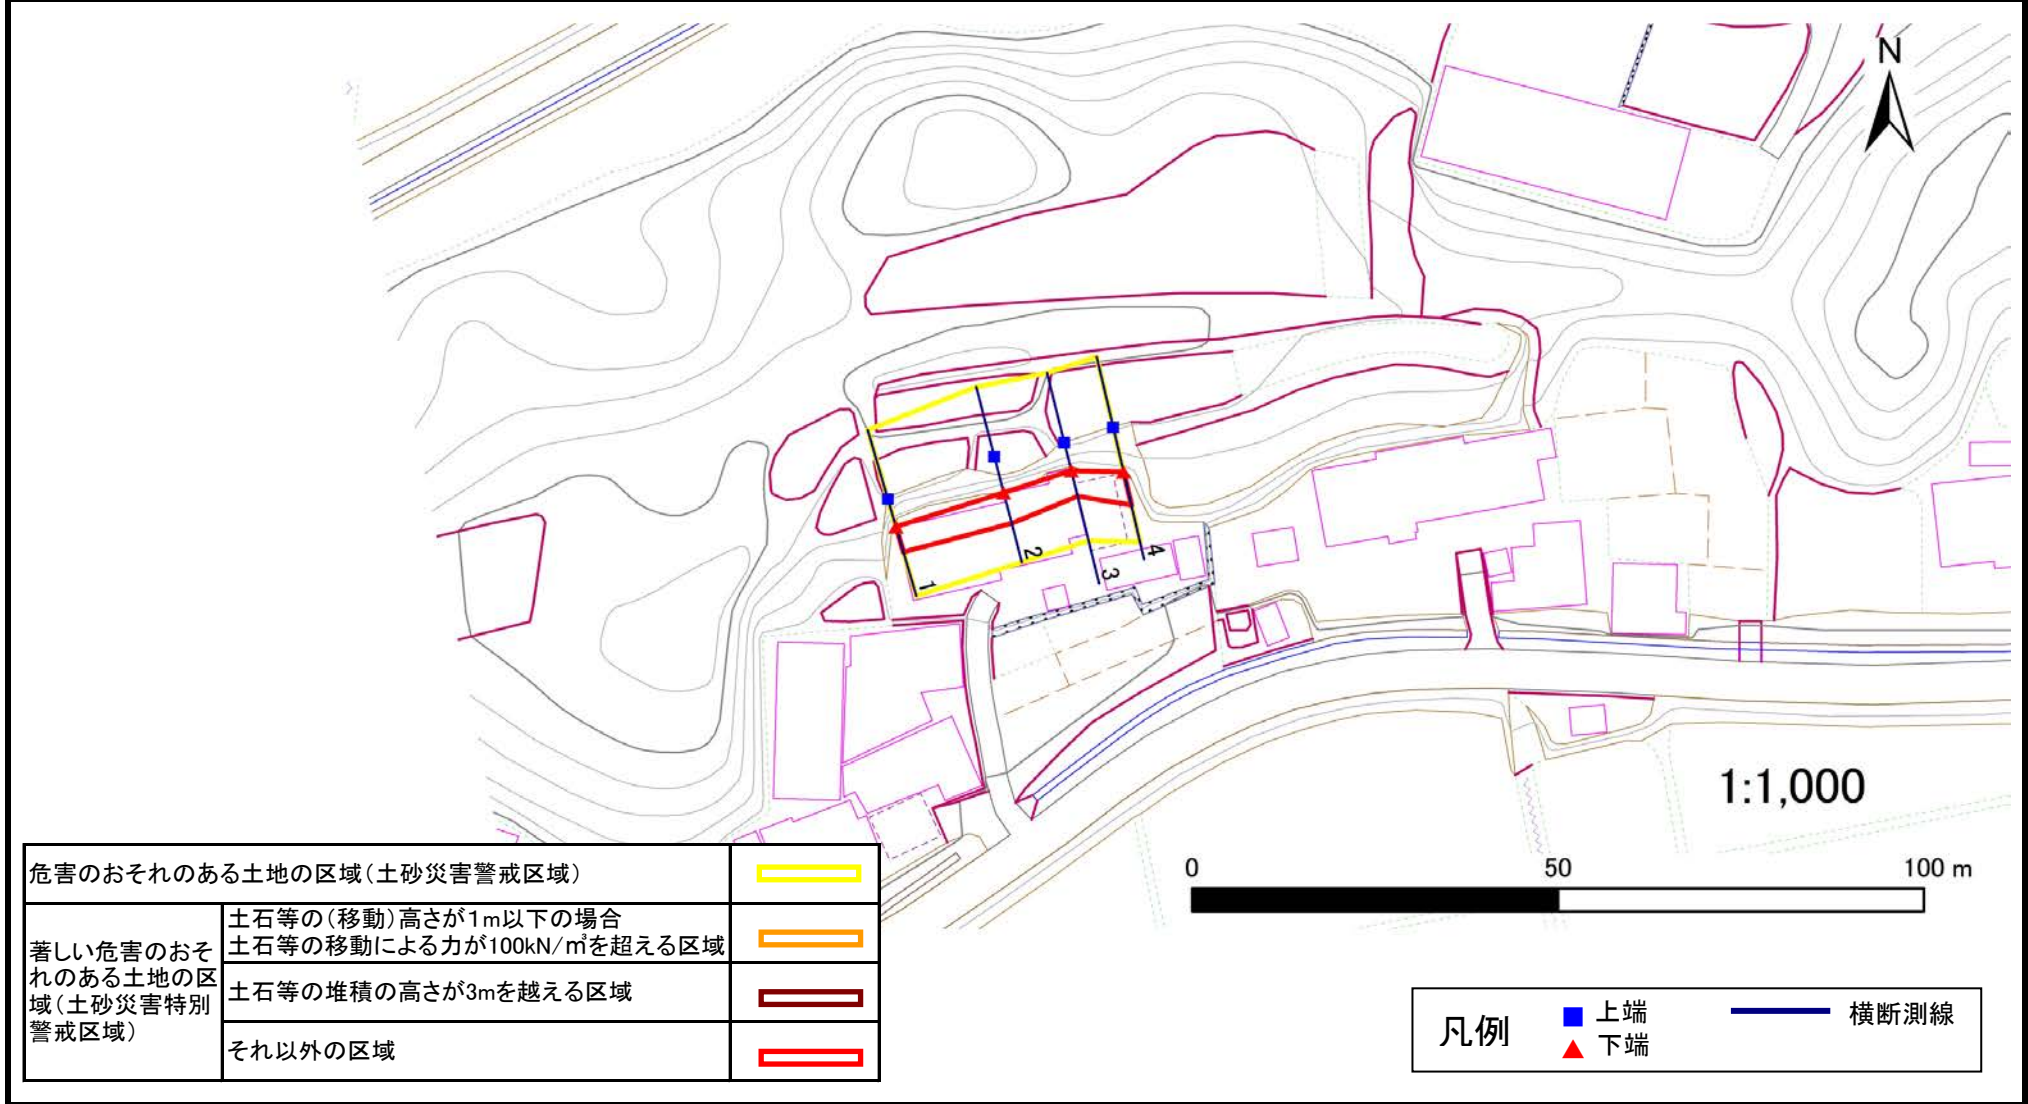 N
1
2
3
4
1:1,000
0 50 100 m
危害のおそれのある土地の区域(土砂災害警戒区域)
著しい危害のおそ
れのある土地の区
域(土砂災害特別
警戒区域)
土石等の(移動)高さが1m以下の場合
土石等の移動による力が100kN/㎡を超える区域
土石等の堆積の高さが3mを越える区域
それ以外の区域
凡例
上端
下端
横断測線